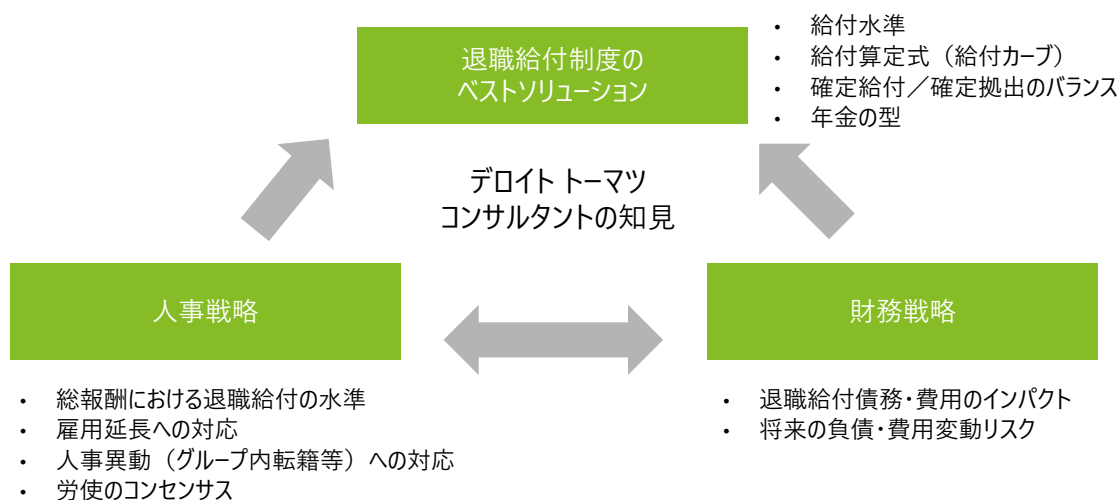 退職給付制度の
ベストソリューション
・ 給付水準
・ 給付算定式（給付カーブ）
・ 確定給付／確定拠出のバランス
・ 年金の型
デロイト トーマツ
コンサルタントの知見
人事戦略
財務戦略
・ 総報酬における退職給付の水準
・ 雇用延長への対応
・ 人事異動（グループ内転籍等）への対応
・ 労使のコンセンサス
・ 退職給付債務・費用のインパクト
・ 将来の負債・費用変動リスク